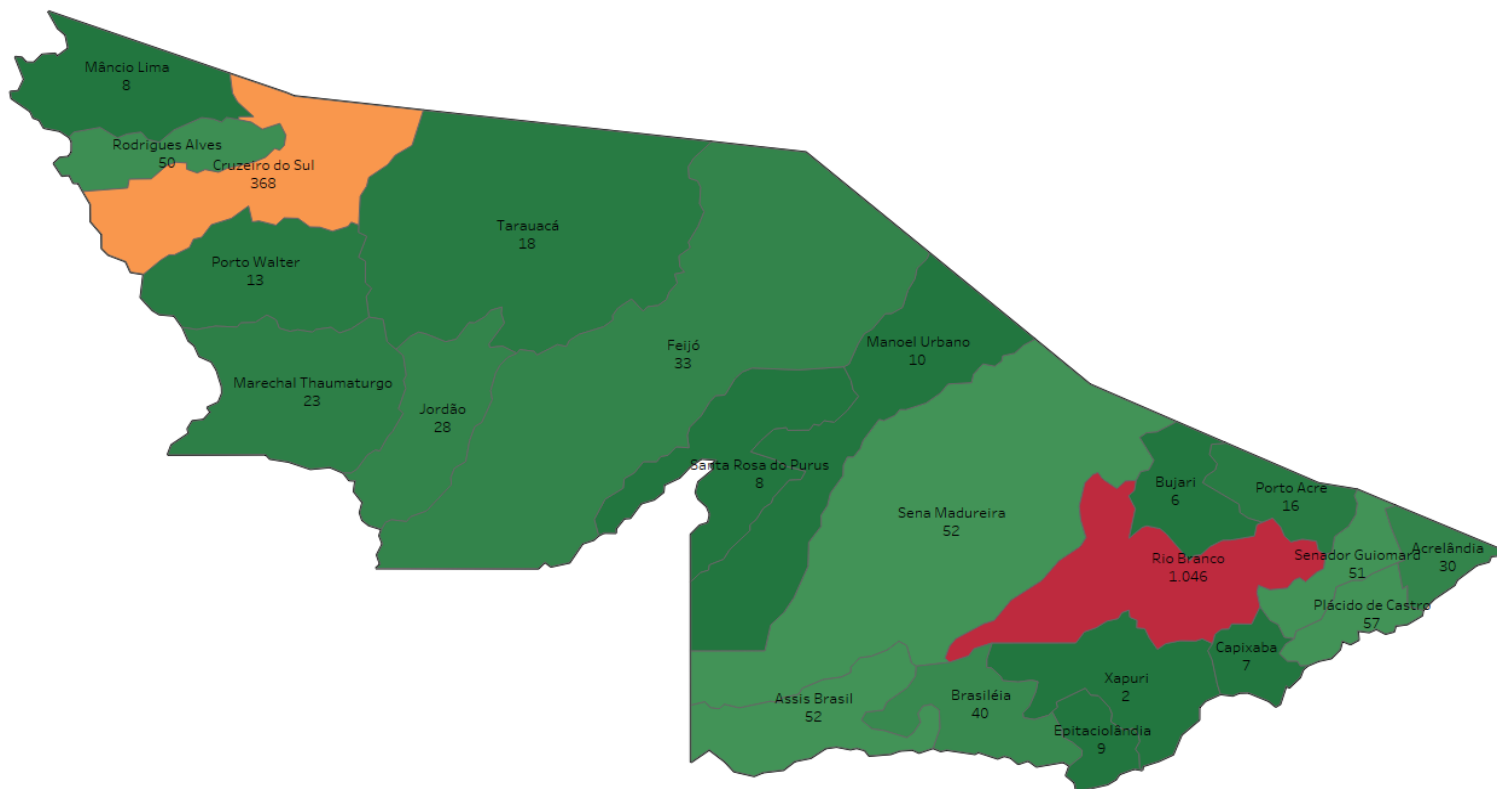 Mâncio Lima
8
Rodrigues Alves
50
Cruzeiro do Sul
368
Tarauacá
18
Porto Walter
13
Feijó
33
Manoel Urbano
10
Marechal Thaumaturgo
23
Jordão
28
Santa Rosa do Purus
8
Bujari
6
Porto Acre
16
Sena Madureira
52
Rio Branco
1.046
Senador Guiomard
51
Acrelândia
30
Plácido de Castro
57
Capixaba
7
Xapuri
2
Assis Brasil
52
Brasiléia
40
Epitaciolândia
9